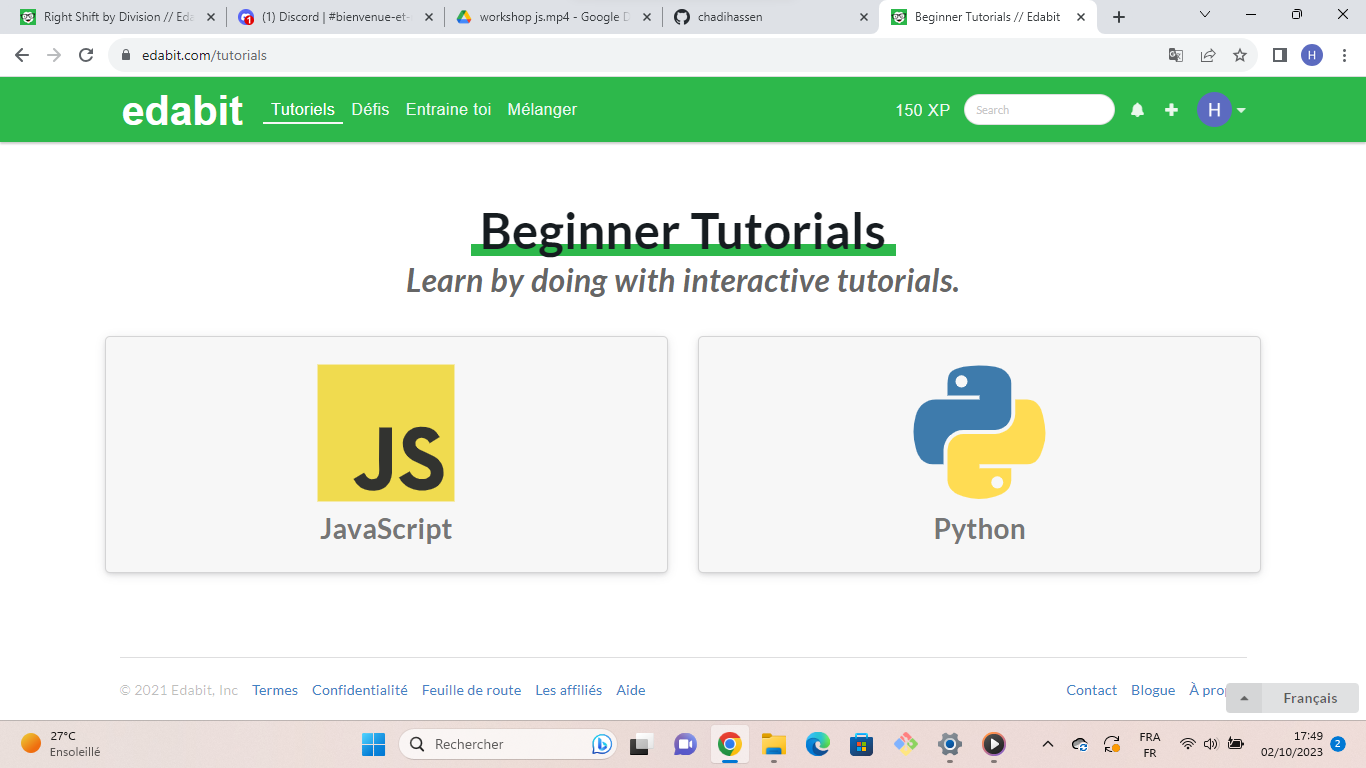 Right Shift by Division // Eda
(1) Discord | #bienvenue-et-
workshop js.mp4 - Google D
chadihassen
Beginner Tutorials // Edabit
edabit.com/tutorials
H
edabit
Tutoriels
Défis
Entraine toi
Mélanger
150 XP
Search
H
Beginner Tutorials
Learn by doing with interactive tutorials.
JS
JavaScript
Python
© 2021 Edabit, Inc
Termes
Confidentialité
Feuille de route
Les affiliés
Aide
Contact
Blogue
À prop
Français
27°C
Ensoleillé
Rechercher
FRA
FR
17:49
02/10/2023
2